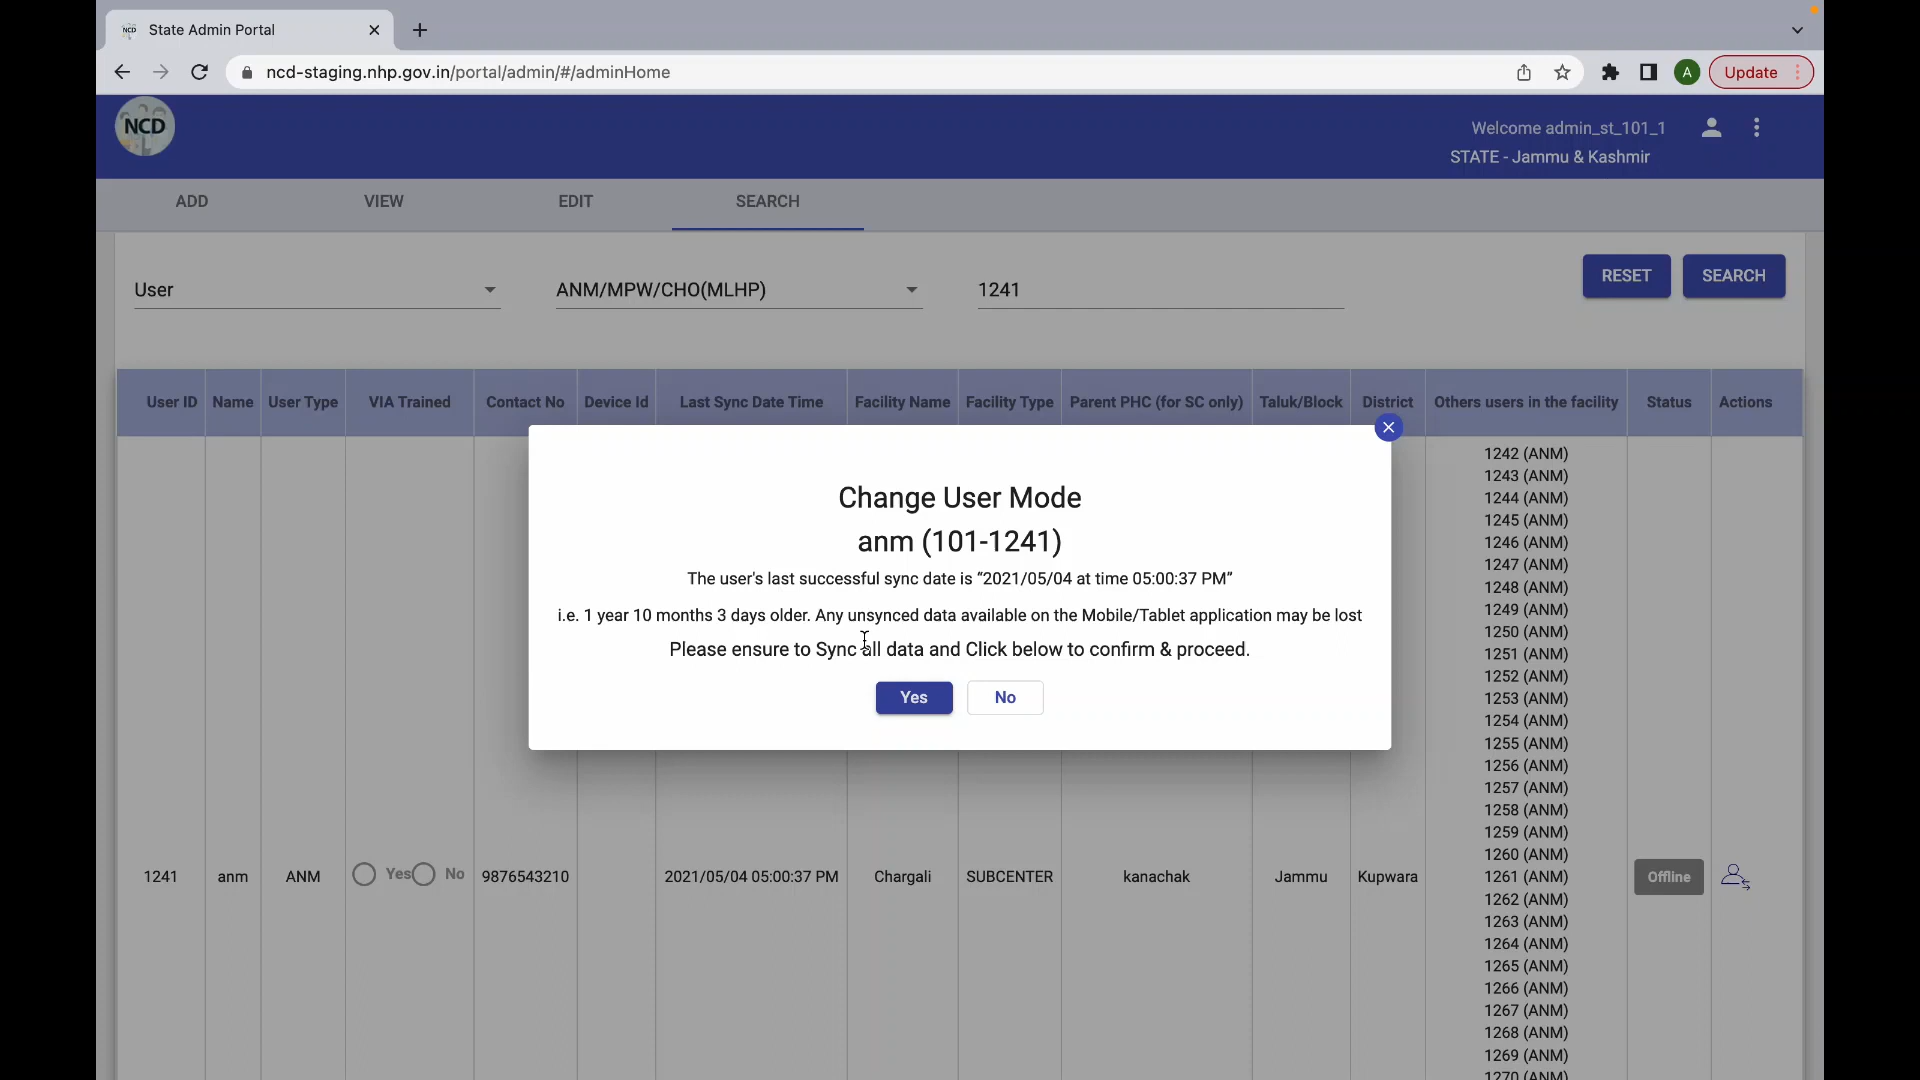 NCD State Admin Portal
ncd-staging.nhp.gov.in/portal/admin/#/adminHome
A
Update
NCD
Welcome admin_st_101_1
STATE - Jammu & Kashmir
ADD VIEW EDIT SEARCH
User ANM/MPW/CHO(MLHP) 1241
RESET SEARCH
User ID Name User Type VIA Trained Contact No Device Id Last Sync Date Time Facility Name Facility Type Parent PHC (for SC only) Taluk/Block District Others users in the facility Status Actions
Change User Mode
anm (101-1241)
The user's last successful sync date is “2021/05/04 at time 05:00:37 PM”
i.e. 1 year 10 months 3 days older. Any unsynced data available on the Mobile/Tablet application may be lost
Please ensure to Sync all data and Click below to confirm & proceed.
Yes No
1241 anm ANM Yes No 9876543210 2021/05/04 05:00:37 PM Chargali SUBCENTER kanachak Jammu Kupwara
1242 (ANM)
1243 (ANM)
1244 (ANM)
1245 (ANM)
1246 (ANM)
1247 (ANM)
1248 (ANM)
1249 (ANM)
1250 (ANM)
1251 (ANM)
1252 (ANM)
1253 (ANM)
1254 (ANM)
1255 (ANM)
1256 (ANM)
1257 (ANM)
1258 (ANM)
1259 (ANM)
1260 (ANM)
1261 (ANM)
1262 (ANM)
1263 (ANM)
1264 (ANM)
1265 (ANM)
1266 (ANM)
1267 (ANM)
1268 (ANM)
1269 (ANM)
1270 (ANM)
Offline